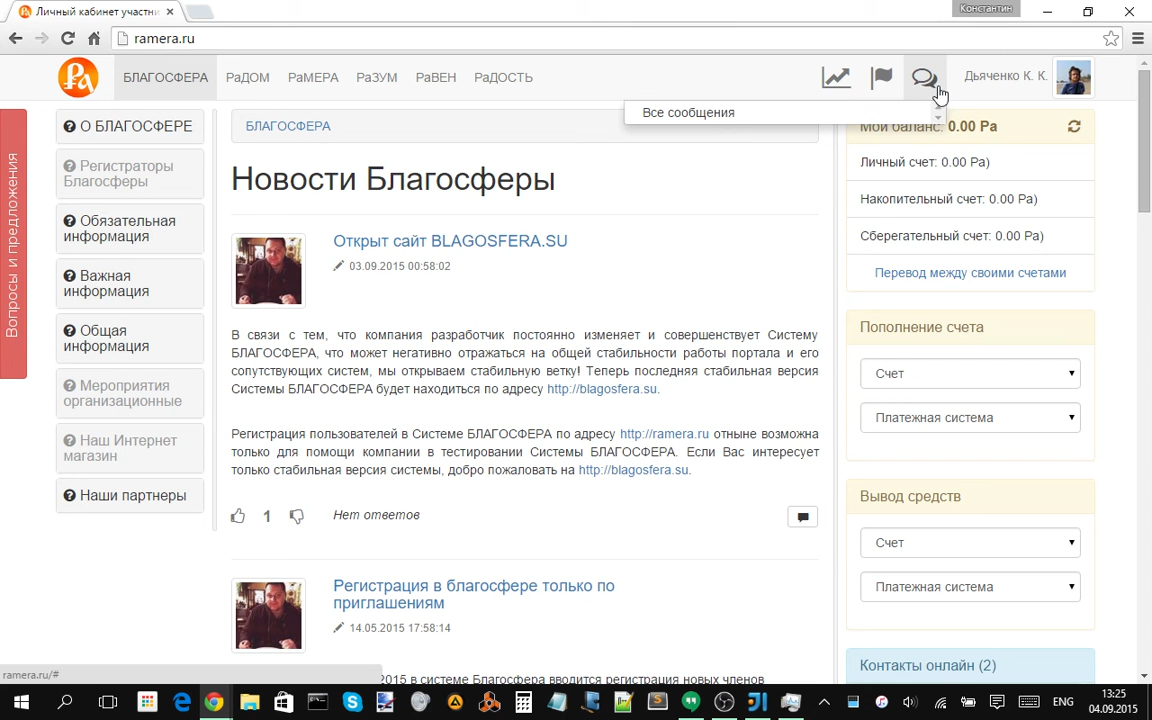 Личный кабинет участни
Константин
ramera.ru
БЛАГОСФЕРА
РаДОМ
РаМЕРА
РаЗУМ
РаВЕН
РаДОСТЬ
Дьяченко К. К.
Все сообщения
Вопросы и предложения
О БЛАГОСФЕРЕ
Регистраторы
Благосферы
Обязательная
информация
Важная
информация
Общая
информация
Мероприятия
организационные
Наш Интернет
магазин
Наши партнеры
БЛАГОСФЕРА
Новости Благосферы
Открыт сайт BLAGOSFERA.SU
03.09.2015 00:58:02
В связи с тем, что компания разработчик постоянно изменяет и совершенствует Систему
БЛАГОСФЕРА, что может негативно отражаться на общей стабильности работы портала и его
сопутствующих систем, мы открываем стабильную ветку! Теперь последняя стабильная версия
Системы БЛАГОСФЕРА будет находиться по адресу http://blagosfera.su.
Регистрация пользователей в Системе БЛАГОСФЕРА по адресу http://ramera.ru отныне возможна
только для помощи компании в тестировании Системы БЛАГОСФЕРА. Если Вас интересует
только стабильная версия системы, добро пожаловать на http://blagosfera.su.
1
Нет ответов
Регистрация в благосфере только по
приглашениям
14.05.2015 17:58:14
2015 в системе Благосфера вводится регистрация новых членов
Мой баланс: 0.00 Ра
Личный счет: 0.00 Ра)
Накопительный счет: 0.00 Ра)
Сберегательный счет: 0.00 Ра)
Перевод между своими счетами
Пополнение счета
Счет
Платежная система
Вывод средств
Счет
Платежная система
Контакты онлайн (2)
ramera.ru/#
ENG
13:25
04.09.2015